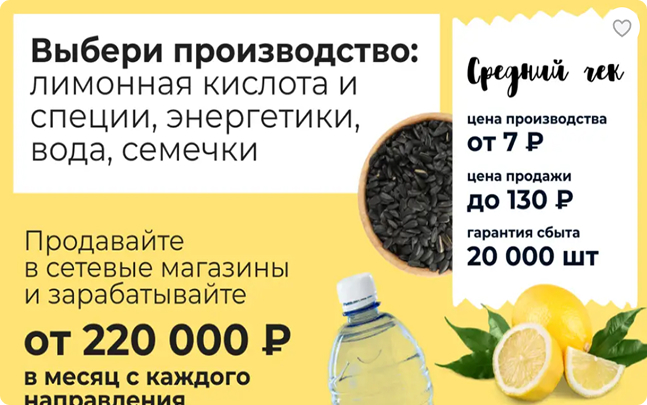 Выбери производство:
лимонная кислота и
специи, энергетики,
вода, семечки
Средний чек
цена производства
от 7 ₽
цена продажи
до 130 ₽
гарантия сбыта
20 000 шт
Продавайте
в сетевые магазины
и зарабатывайте
от 220 000 ₽
в месяц с каждого
направления